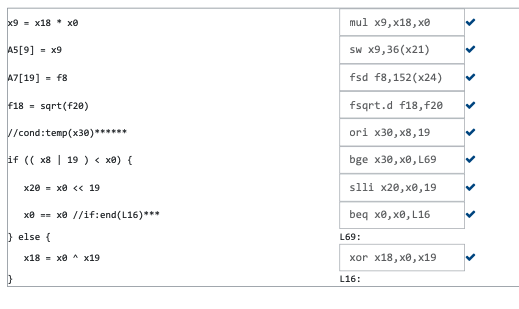 x9 = x18 * x0 mul x9,x18,x0
A5[9] = x9 sw x9,36(x21)
A7[19] = f8 fsd f8,152(x24)
f18 = sqrt(f20) fsqrt.d f18,f20
//cond:temp(x30)****** ori x30,x8,19
if (( x8 | 19 ) < x0) { bge x30,x0,L69
x20 = x0 << 19 slli x20,x0,19
x0 == x0 //if:end(L16)*** beq x0,x0,L16
} else { L69:
x18 = x0 ^ x19 xor x18,x0,x19
} L16: